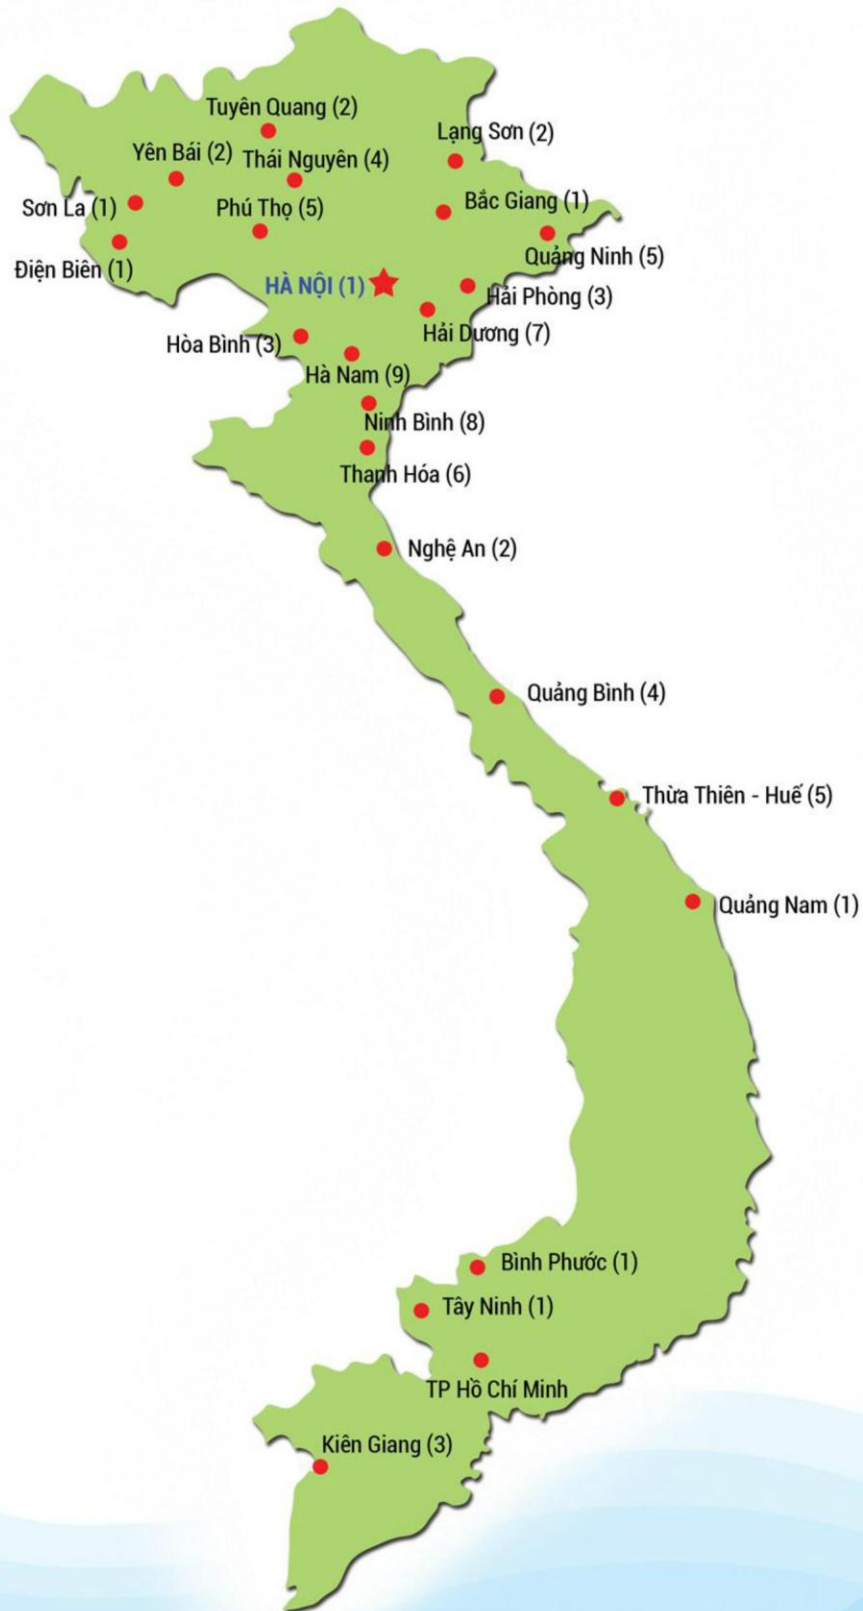 Tuyên Quang (2)
Lạng Sơn (2)
Yên Bái (2)
Thái Nguyên (4)
Sơn La (1)
Phú Thọ (5)
Bắc Giang (1)
Quảng Ninh (5)
Điện Biên (1)
HÀ NỘI (1)
Hải Phòng (3)
Hải Dương (7)
Hòa Bình (3)
Hà Nam (9)
Ninh Bình (8)
Thanh Hóa (6)
Nghệ An (2)
Quảng Bình (4)
Thừa Thiên - Huế (5)
Quảng Nam (1)
Bình Phước (1)
Tây Ninh (1)
TP Hồ Chí Minh
Kiên Giang (3)